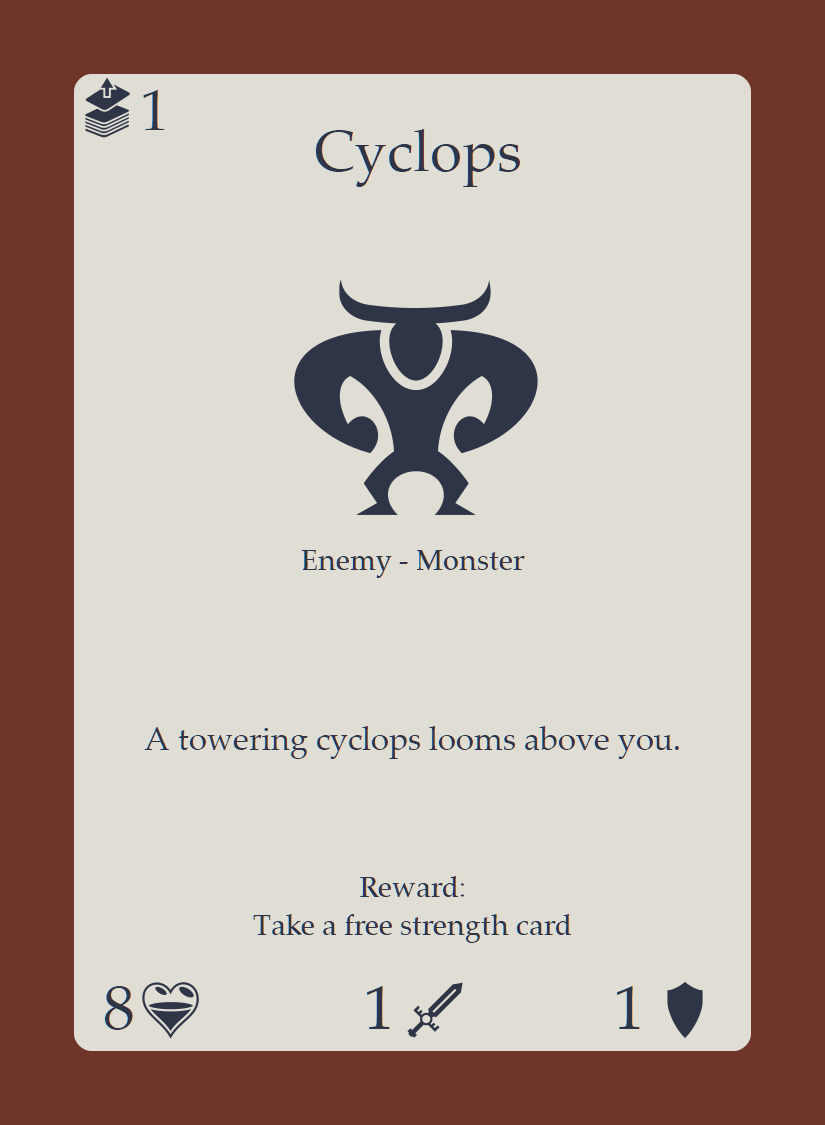 1
Cyclops
Enemy - Monster
A towering cyclops looms above you.
Reward:
Take a free strength card
8 1 1